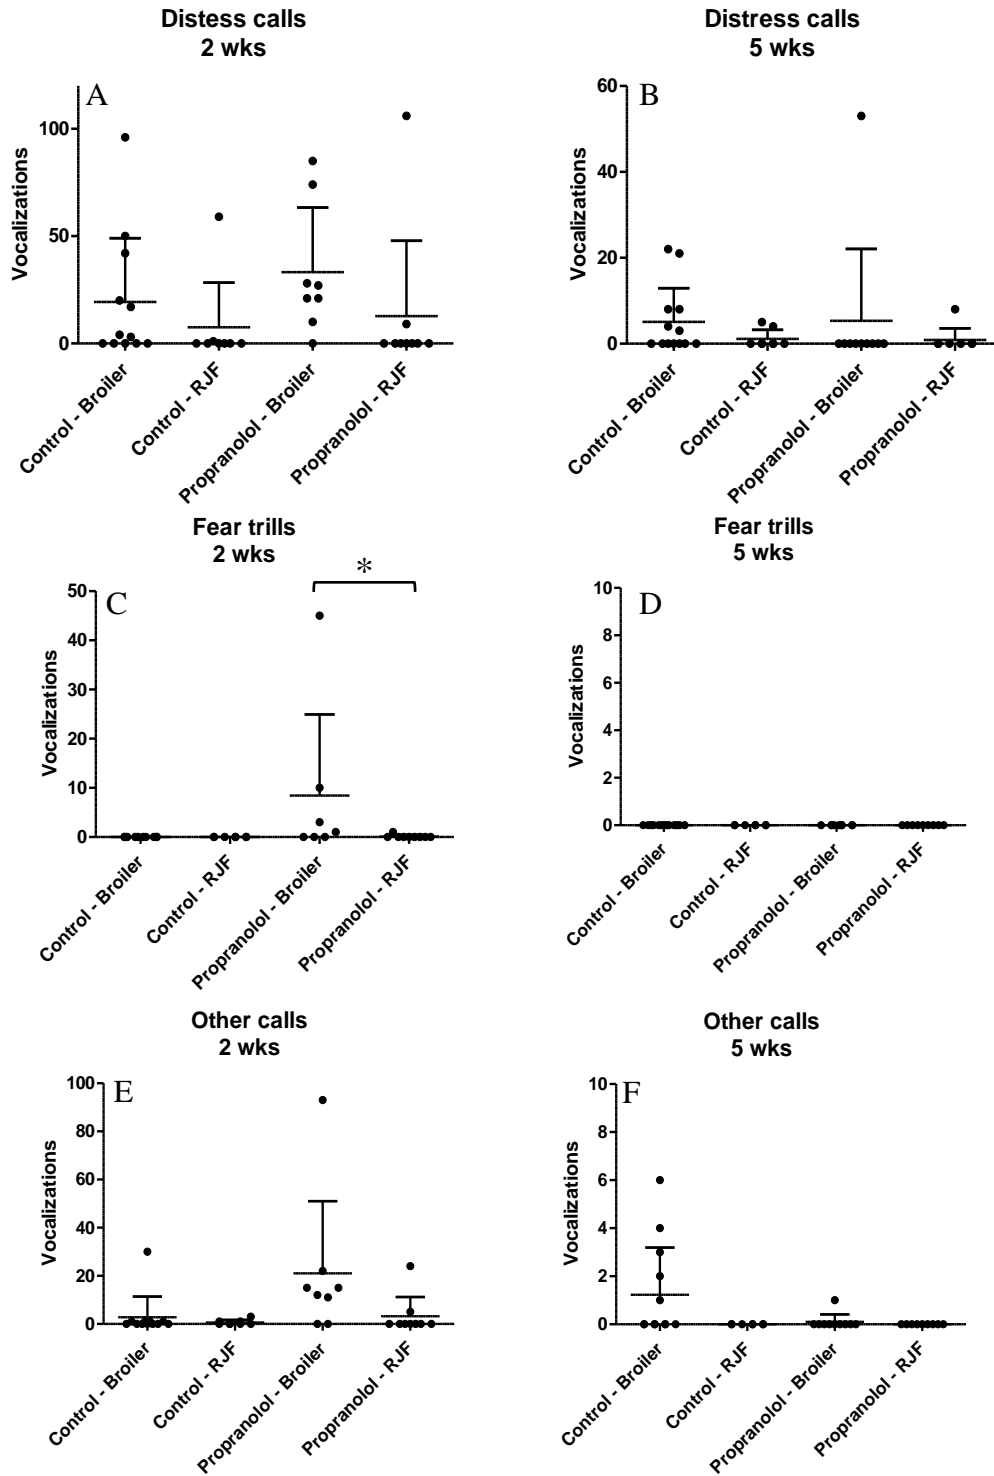 Distess calls
2 wks
A
Vocalizations
100
50
0
Control - Broiler
Control - RJF
Propranolol - Broiler
Propranolol - RJF
Distress calls
5 wks
B
Vocalizations
60
40
20
0
Control - Broiler
Control - RJF
Propranolol - Broiler
Propranolol - RJF
Fear trills
2 wks
*
C
Vocalizations
50
40
30
20
10
0
Control - Broiler
Control - RJF
Propranolol - Broiler
Propranolol - RJF
Fear trills
5 wks
D
Vocalizations
10
8
6
4
2
0
Control - Broiler
Control - RJF
Propranolol - Broiler
Propranolol - RJF
Other calls
2 wks
E
Vocalizations
100
80
60
40
20
0
Control - Broiler
Control - RJF
Propranolol - Broiler
Propranolol - RJF
Other calls
5 wks
F
Vocalizations
10
8
6
4
2
0
Control - Broiler
Control - RJF
Propranolol - Broiler
Propranolol - RJF